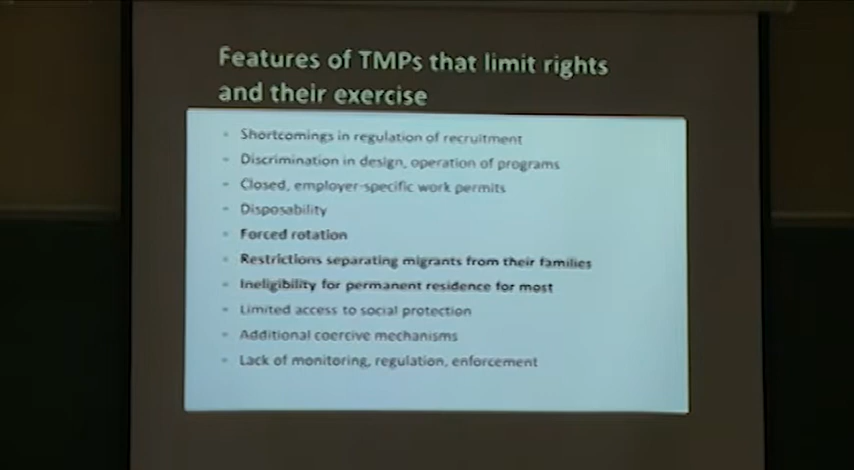 Features of TMPs that limit rights
and their exercise
Shortcomings in regulation of recruitment
Discrimination in design, operation of programs
Closed, employer-specific work permits
Disposability
Forced rotation
Restrictions separating migrants from their families
Ineligibility for permanent residence for most
Limited access to social protection
Additional coercive mechanisms
Lack of monitoring, regulation, enforcement